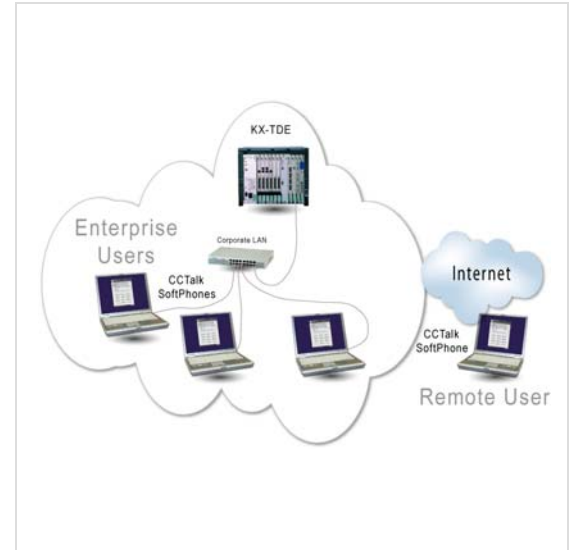 KX-TDE
Enterprise
Users
Corporate LAN
CCTalk
SoftPhones
Internet
CCTalk
SoftPhone
Remote User